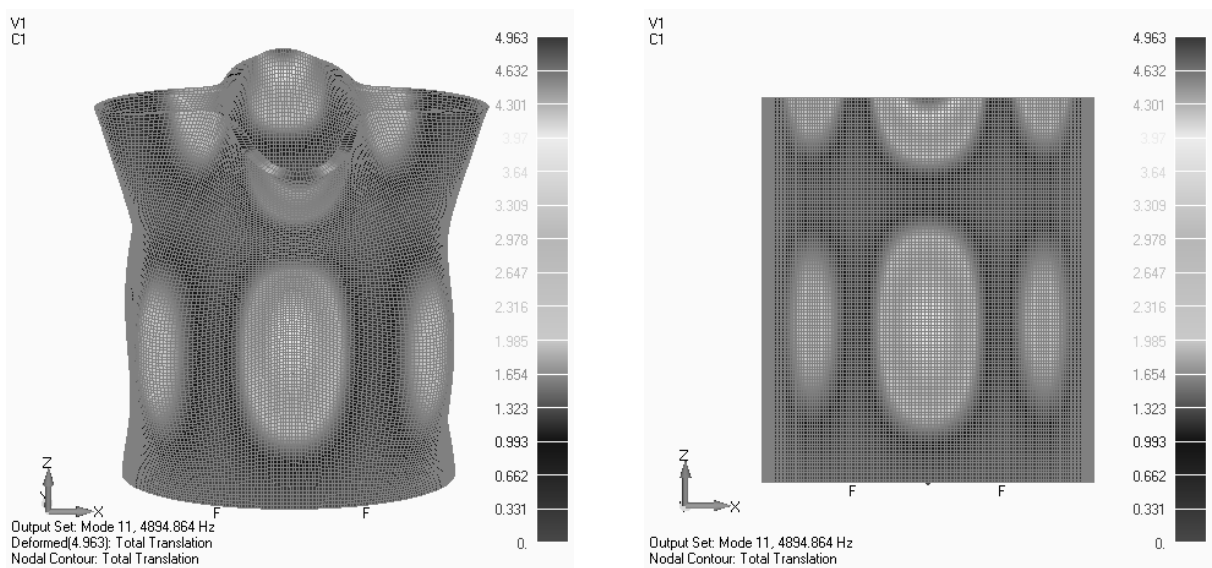 V1
C1
4.963
4.632
4.301
3.97
3.64
3.309
2.978
2.647
2.316
1.985
1.654
1.323
0.993
0.662
0.331
0.
Z
Y
X
F
F
Output Set: Mode 11, 4894.864 Hz
Deformed(4.963): Total Translation
Nodal Contour: Total Translation
V1
C1
4.963
4.632
4.301
3.97
3.64
3.309
2.978
2.647
2.316
1.985
1.654
1.323
0.993
0.662
0.331
0.
Z
X
F
F
Output Set: Mode 11, 4894.864 Hz
Nodal Contour: Total Translation